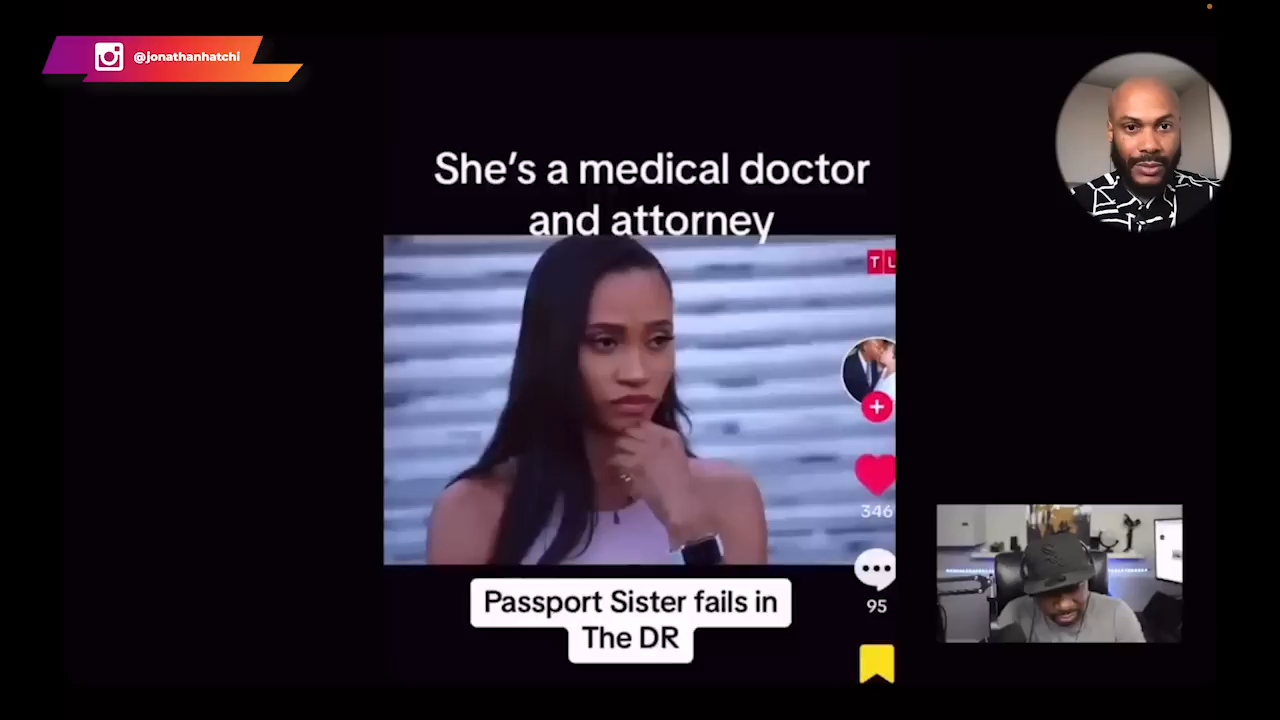 @jonathanhatchi
She's a medical doctor
and attorney
TL
346
95
Passport Sister fails in
The DR